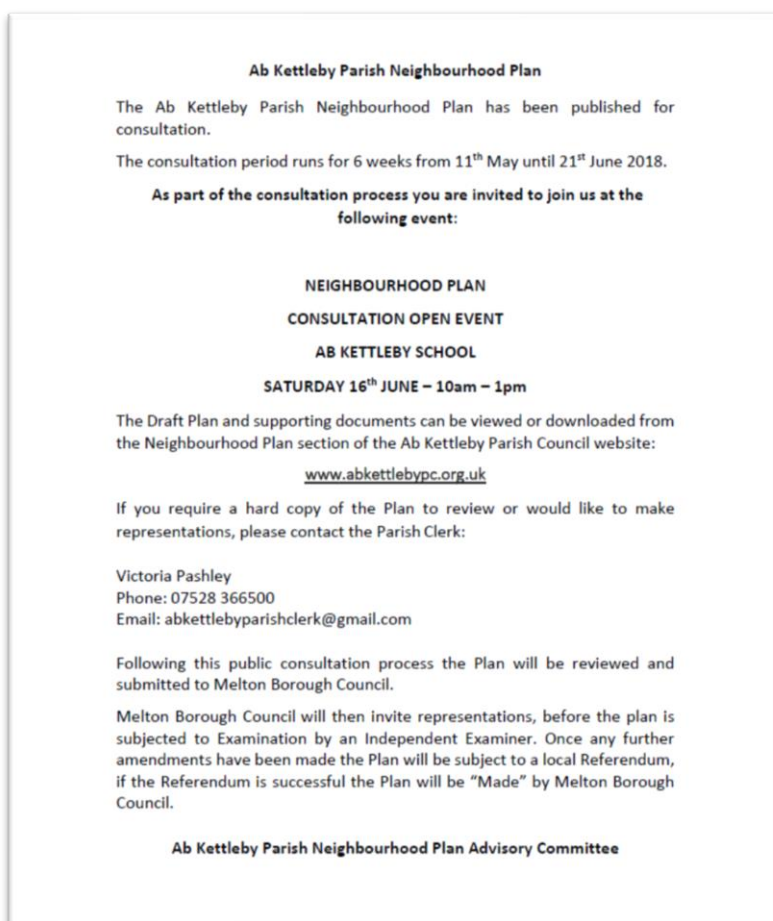 Ab Kettleby Parish Neighbourhood Plan
The Ab Kettleby Parish Neighbourhood Plan has been published for
consultation.
The consultation period runs for 6 weeks from 11th May until 21st June 2018.
As part of the consultation process you are invited to join us at the
following event:
NEIGHBOURHOOD PLAN
CONSULTATION OPEN EVENT
AB KETTLEBY SCHOOL
SATURDAY 16th JUNE – 10am – 1pm
The Draft Plan and supporting documents can be viewed or downloaded from
the Neighbourhood Plan section of the Ab Kettleby Parish Council website:
www.abkettlebypc.org.uk
If you require a hard copy of the Plan to review or would like to make
representations, please contact the Parish Clerk:
Victoria Pashley
Phone: 07528 366500
Email: abkettlebyparishclerk@gmail.com
Following this public consultation process the Plan will be reviewed and
submitted to Melton Borough Council.
Melton Borough Council will then invite representations, before the plan is
subjected to Examination by an Independent Examiner. Once any further
amendments have been made the Plan will be subject to a local Referendum,
if the Referendum is successful the Plan will be “Made” by Melton Borough
Council.
Ab Kettleby Parish Neighbourhood Plan Advisory Committee